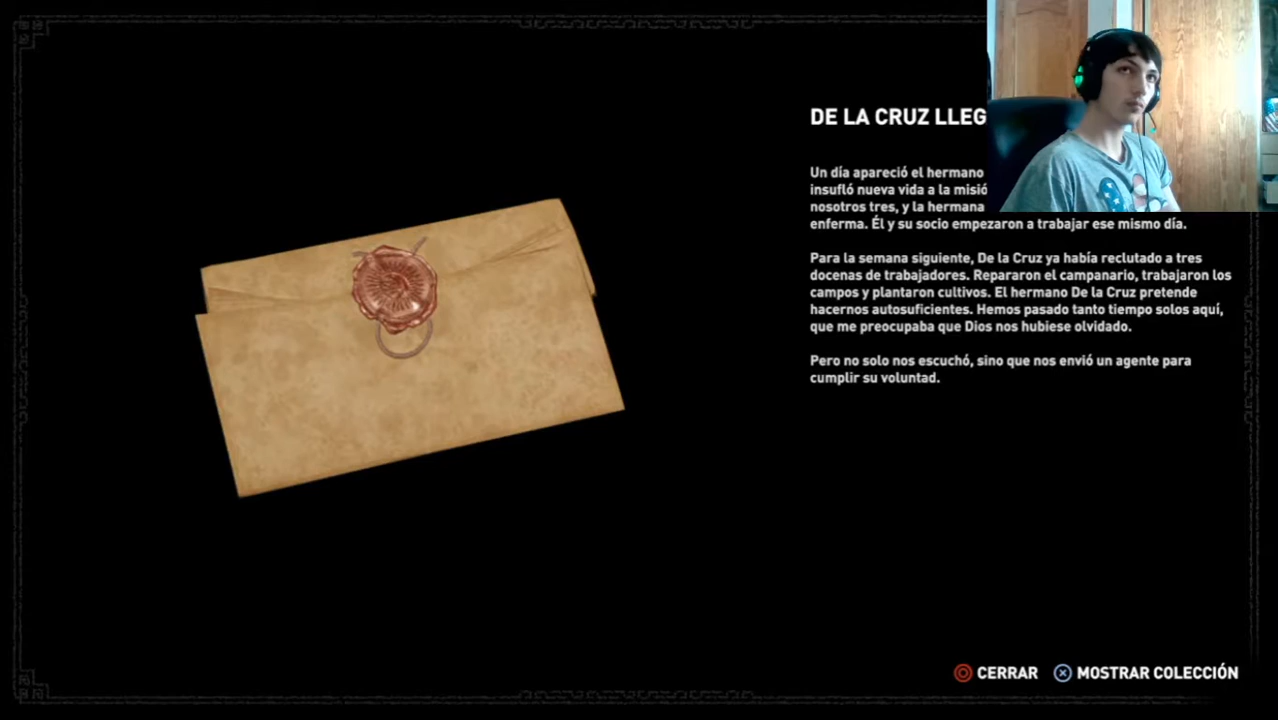 DE LA CRUZ LLEG
Un día apareció el hermano
insufló nueva vida a la misió
nosotros tres, y la hermana
enferma. Él y su socio empezaron a trabajar ese mismo día.
Para la semana siguiente, De la Cruz ya había reclutado a tres
docenas de trabajadores. Repararon el campanario, trabajaron los
campos y plantaron cultivos. El hermano De la Cruz pretende
hacernos autosuficientes. Hemos pasado tanto tiempo solos aquí,
que me preocupaba que Dios nos hubiese olvidado.
Pero no solo nos escuchó, sino que nos envió un agente para
cumplir su voluntad.
CERRAR MOSTRAR COLECCIÓN